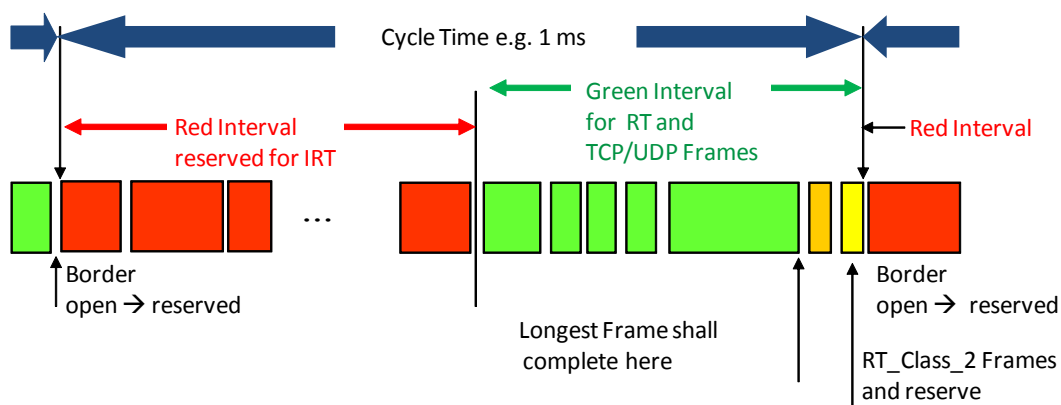 Cycle Time e.g. 1 ms
Red Interval
reserved for IRT
Green Interval
for RT and
TCP/UDP Frames
Red Interval
...
Border
open → reserved
Longest Frame shall
complete here
Border
open → reserved
RT_Class_2 Frames
and reserve